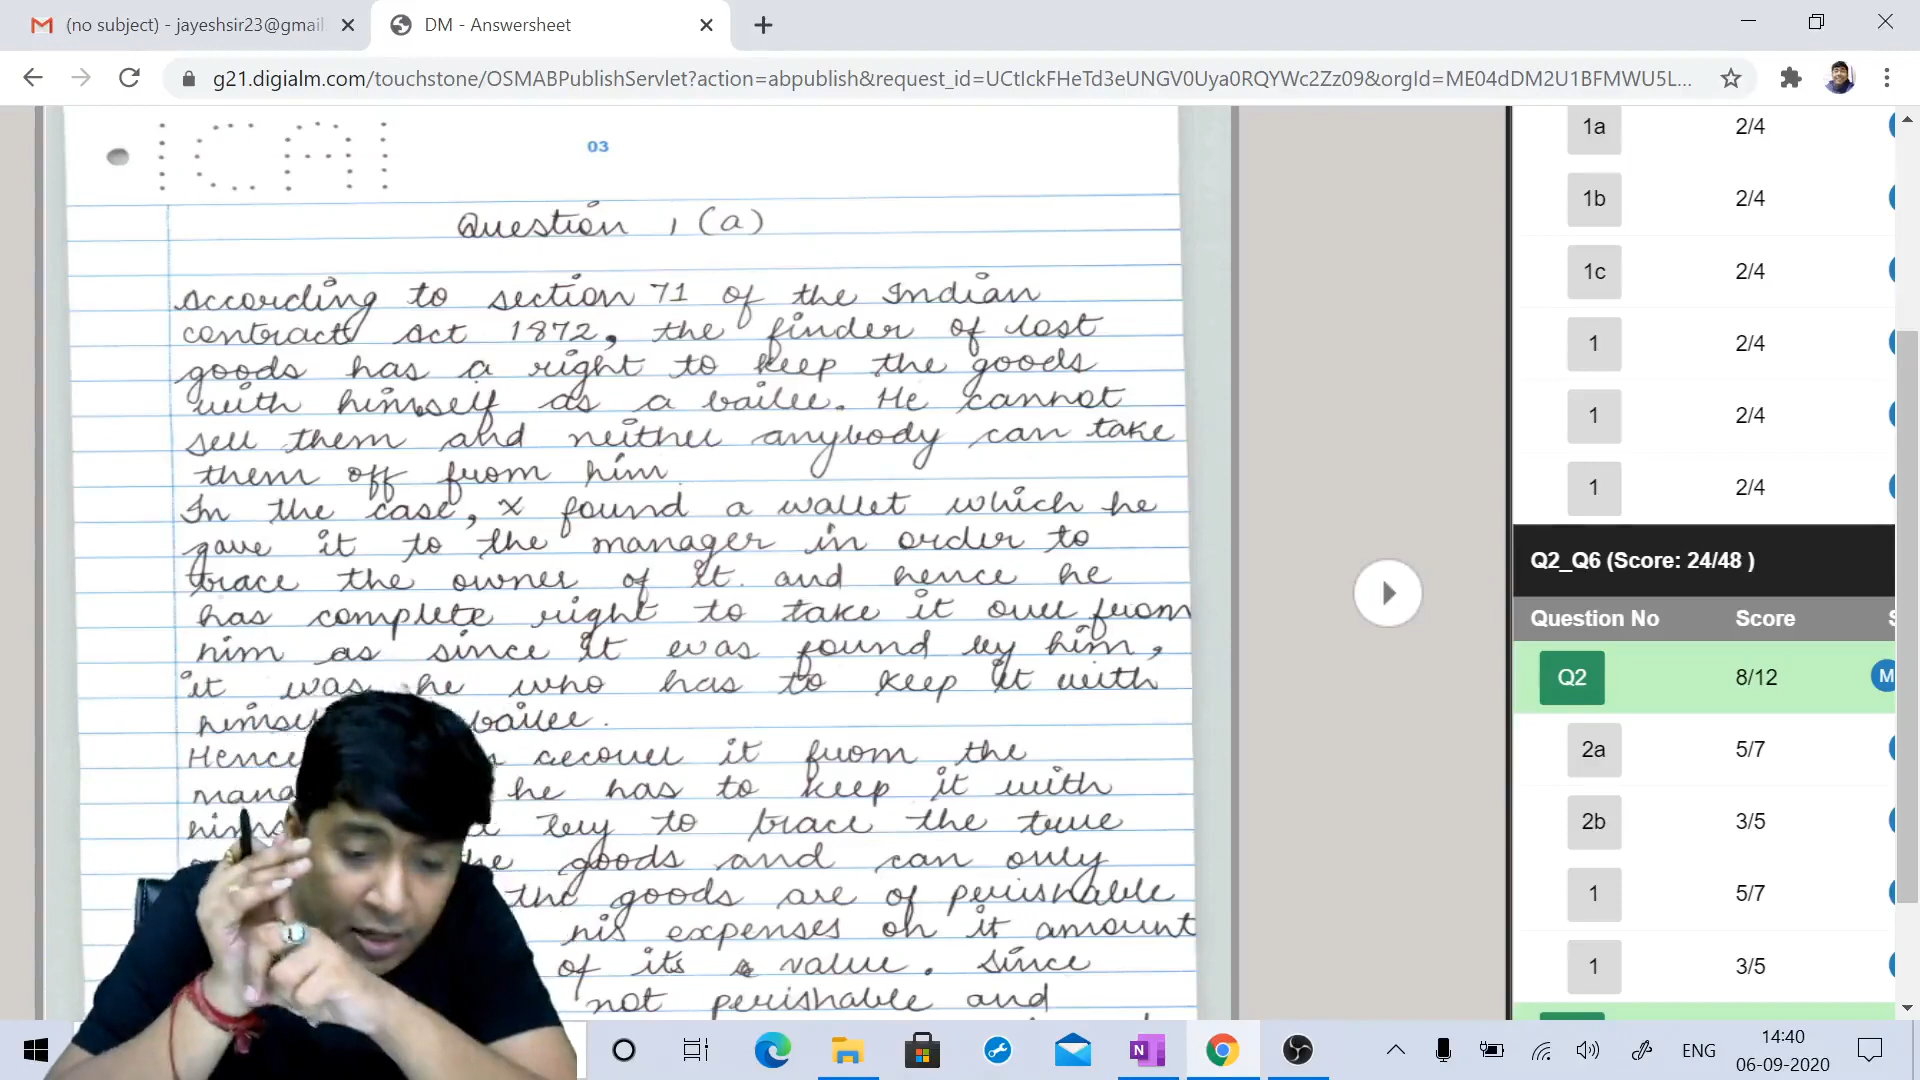 (no subject) - jayeshsir23@gmail
DM - Answersheet
g21.digialm.com/touchstone/OSMABPublishServlet?action=abpublish&request_id=UCtIckFHeTd3eUNGV0Uya0RQYWc2Zz09&orgId=ME04dDM2U1BFMWU5L...
ICAI
03
Question 1 (a)
According to section 71 of the Indian
contract Act 1872, the finder of lost
goods has a right to keep the goods
with himself as a bailee. He cannot
sell them and neither anybody can take
them off from him.
In the case, X found a wallet which he
gave it to the manager in order to
trace the owner of it. and hence he
has complete right to take it over from
him as since it was found by him,
it was he who has to keep it with
himse bailee.
Hence recover it from the
mana he has to keep it with
hims try to trace the true
the goods and can only
the goods are of perishable
his expenses on it amount
of its value. Since
not perishable and
1a 2/4
1b 2/4
1c 2/4
1 2/4
1 2/4
1 2/4
Q2_Q6 (Score: 24/48 )
Question No Score S
Q2 8/12 M
2a 5/7
2b 3/5
1 5/7
1 3/5
ENG
14:40
06-09-2020